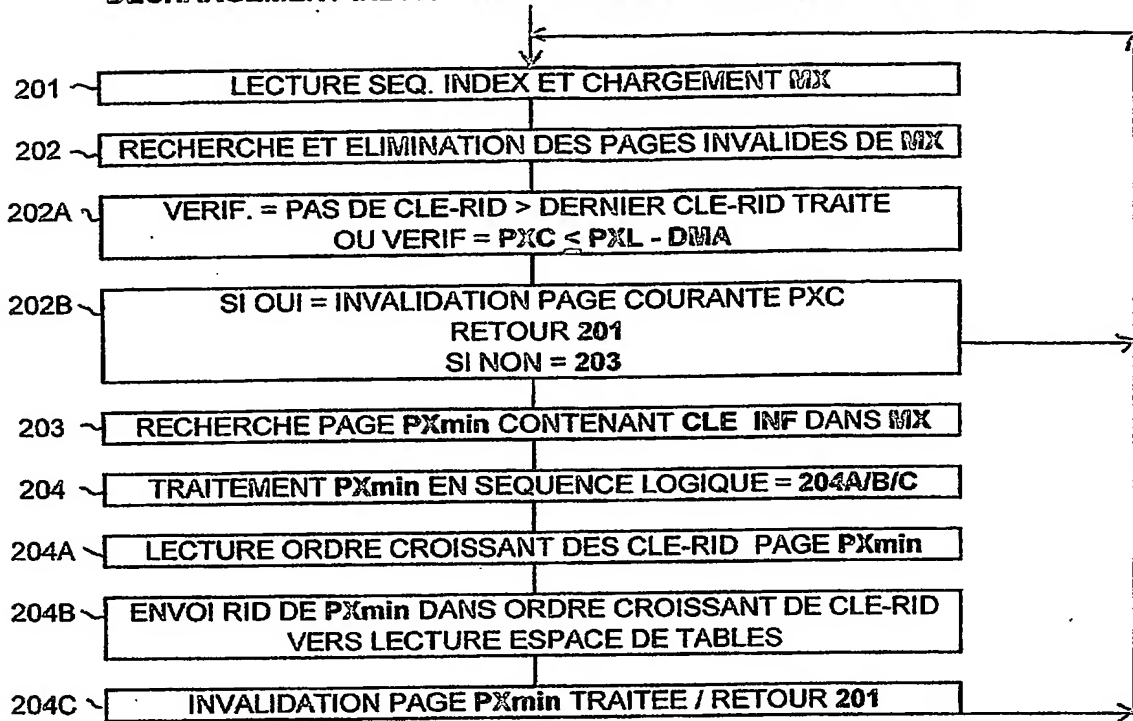 201
LECTURE SEQ. INDEX ET CHARGEMENT MX
202
RECHERCHE ET ELIMINATION DES PAGES INVALIDES DE MX
202A
VERIF. = PAS DE CLE-RID > DERNIER CLE-RID TRAITE
OU VERIF = PXC < PXL - DMA
202B
SI OUI = INVALIDATION PAGE COURANTE PXC
RETOUR 201
SI NON = 203
203
RECHERCHE PAGE PXmin CONTENANT CLE INF DANS MX
204
TRAITEMENT PXmin EN SEQUENCE LOGIQUE = 204A/B/C
204A
LECTURE ORDRE CROISSANT DES CLE-RID PAGE PXmin
204B
ENVOI RID DE PXmin DANS ORDRE CROISSANT DE CLE-RID
VERS LECTURE ESPACE DE TABLES
204C
INVALIDATION PAGE PXmin TRAITEE / RETOUR 201